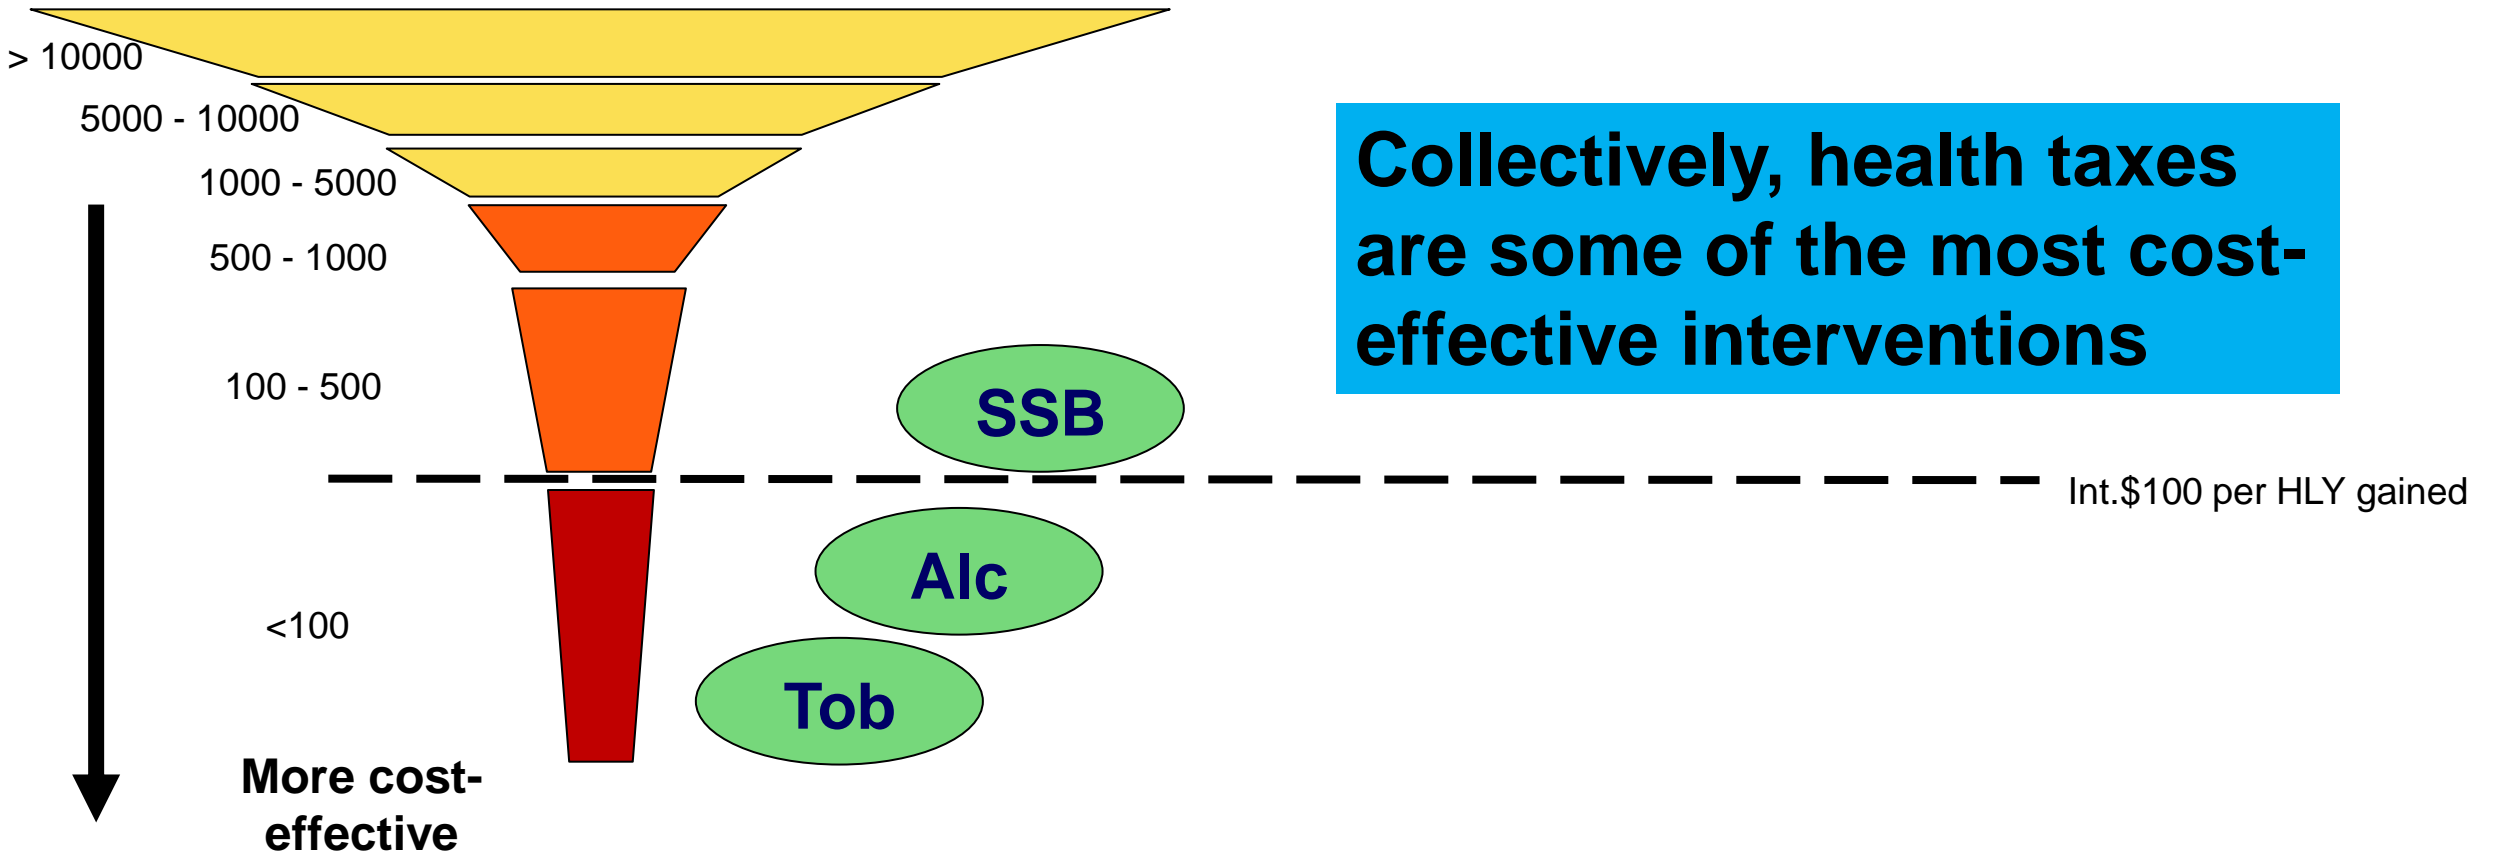 > 10000
5000 - 10000
1000 - 5000
500 - 1000
100 - 500
<100
More cost-
effective
SSB
Alc
Tob
Collectively, health taxes
are some of the most cost-
effective interventions
Int.$100 per HLY gained